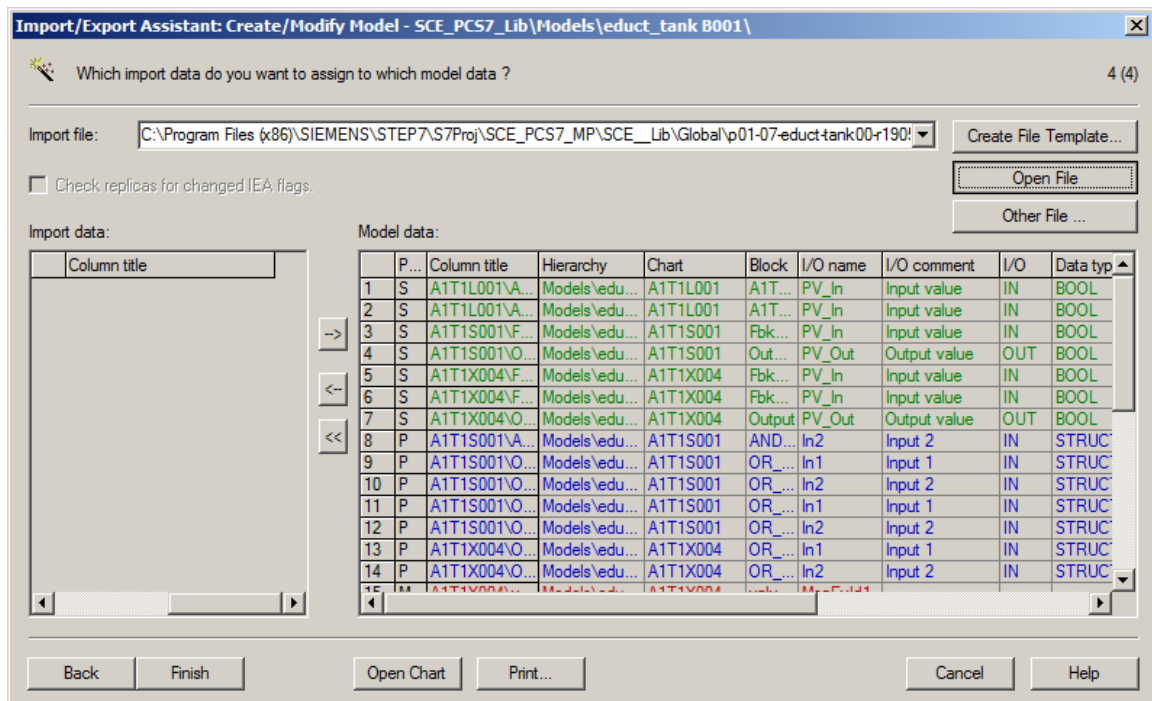 Import/Export Assistant: Create/Modify Model - SCE_PCS7_Lib\Models\educt_tank B001\
Which import data do you want to assign to which model data ? 4 (4)
Import file: C:\Program Files (x86)\SIEMENS\STEP7\S7Proj\SCE_PCS7_MP\SCE__Lib\Global\p01-07-educt-tank00-r190 Create File Template...
Check replicas for changed IEA flags. Open File
Other File ...
Import data: Model data:
Column title P... Column title Hierarchy Chart Block I/O name I/O comment I/O Data typ
1 S A1T1L001\A... Models\edu... A1T1L001 A1T... PV_In Input value IN BOOL
2 S A1T1L001\A... Models\edu... A1T1L001 A1T... PV_In Input value IN BOOL
--> 3 S A1T1S001\F... Models\edu... A1T1S001 Fbk... PV_In Input value IN BOOL
4 S A1T1S001\O... Models\edu... A1T1S001 Out... PV_Out Output value OUT BOOL
5 S A1T1X004\F... Models\edu... A1T1X004 Fbk... PV_In Input value IN BOOL
<-- 6 S A1T1X004\F... Models\edu... A1T1X004 Fbk... PV_In Input value IN BOOL
7 S A1T1X004\O... Models\edu... A1T1X004 Output PV_Out Output value OUT BOOL
<< 8 P A1T1S001\A... Models\edu... A1T1S001 AND... In2 Input 2 IN STRUCT
9 P A1T1S001\O... Models\edu... A1T1S001 OR_... In1 Input 1 IN STRUCT
10 P A1T1S001\O... Models\edu... A1T1S001 OR_... In2 Input 2 IN STRUCT
11 P A1T1S001\O... Models\edu... A1T1S001 OR_... In1 Input 1 IN STRUCT
12 P A1T1S001\O... Models\edu... A1T1S001 OR_... In2 Input 2 IN STRUCT
13 P A1T1X004\O... Models\edu... A1T1X004 OR_... In1 Input 1 IN STRUCT
14 P A1T1X004\O... Models\edu... A1T1X004 OR_... In2 Input 2 IN STRUCT
Back Finish Open Chart Print... Cancel Help